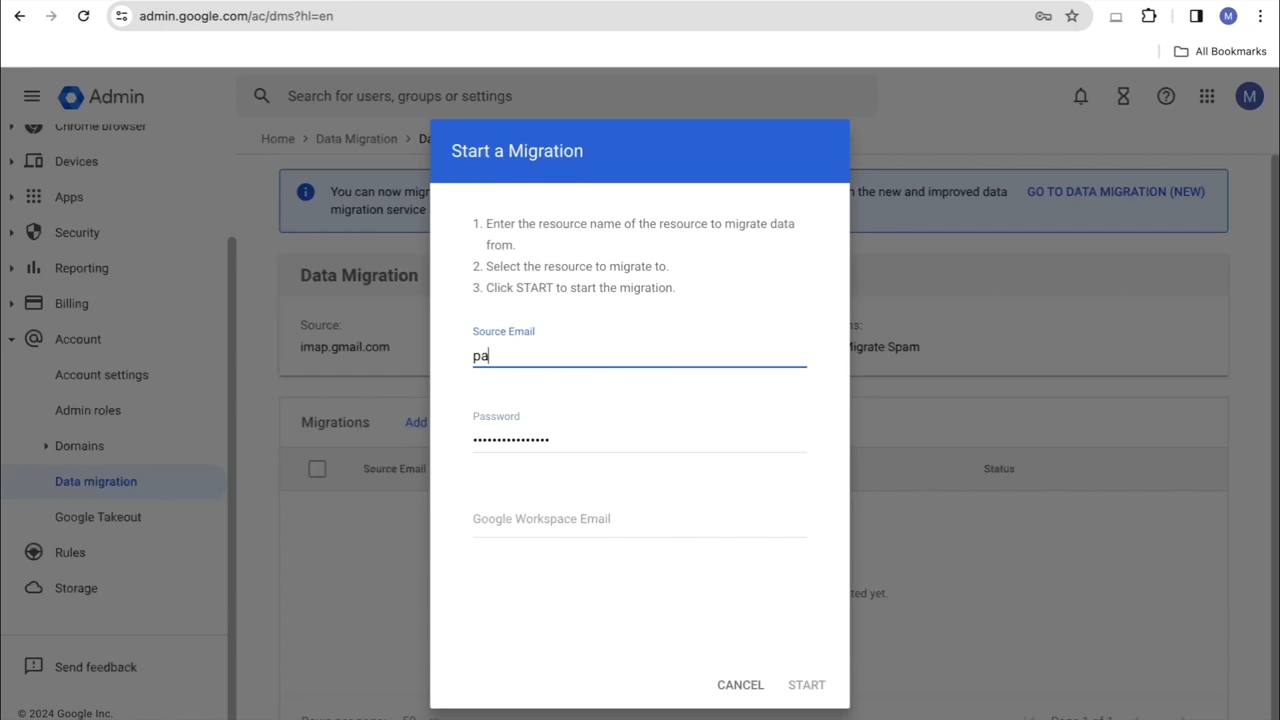 admin.google.com/ac/dms?hl=en
M
All Bookmarks
Admin
Search for users, groups or settings
M
Chrome browser
Devices
Apps
Security
Reporting
Billing
Account
Account settings
Admin roles
Domains
Data migration
Google Takeout
Rules
Storage
Send feedback
© 2024 Google Inc.
Home > Data Migration > Da
You can now migr
n the new and improved data
migration service
GO TO DATA MIGRATION (NEW)
Data Migration
Source:
imap.gmail.com
ns:
Migrate Spam
Migrations
Add
Source Email
Status
ted yet.
Start a Migration
1. Enter the resource name of the resource to migrate data
from.
2. Select the resource to migrate to.
3. Click START to start the migration.
Source Email
pa
Password
••••••••••••••••
Google Workspace Email
CANCEL
START